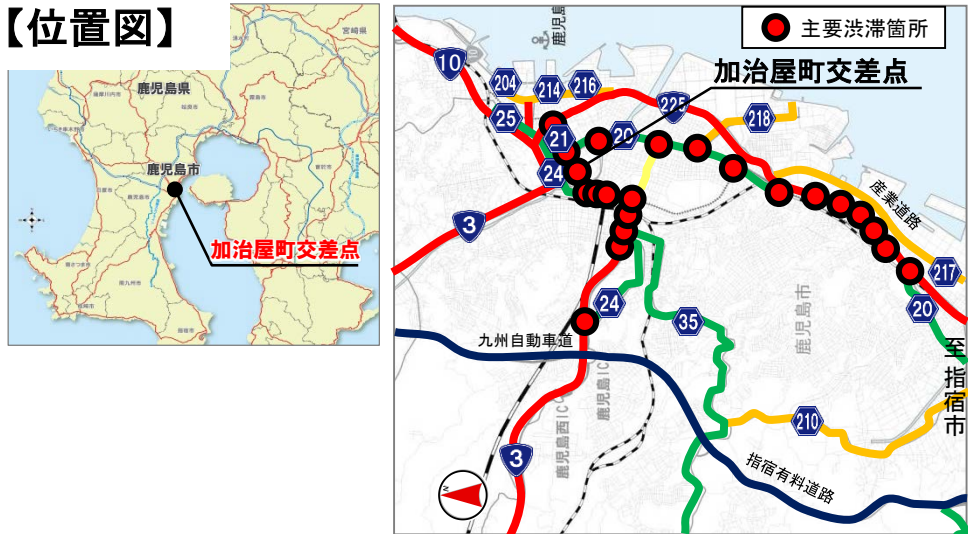 【位置図】
宮崎県
鹿児島県
鹿児島市
加治屋町交差点
主要渋滞箇所
加治屋町交差点
鹿児島
10
204
214
216
225
218
25
21
20
24
3
産業道路
217
20
24
35
鹿児島市
九州自動車道
鹿児島IC
鹿児島西IC
至 指宿市
210
3
指宿有料道路
N